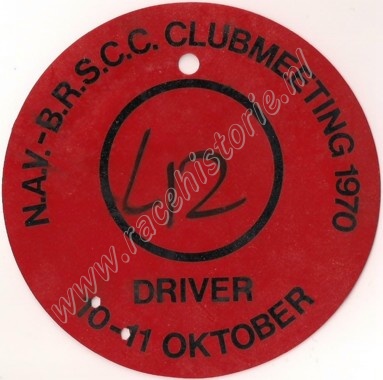 N.A.V.-B.R.S.C.C. CLUBMEETING 1970
42
DRIVER
10-11 OKTOBER
www.racehistorie.nl